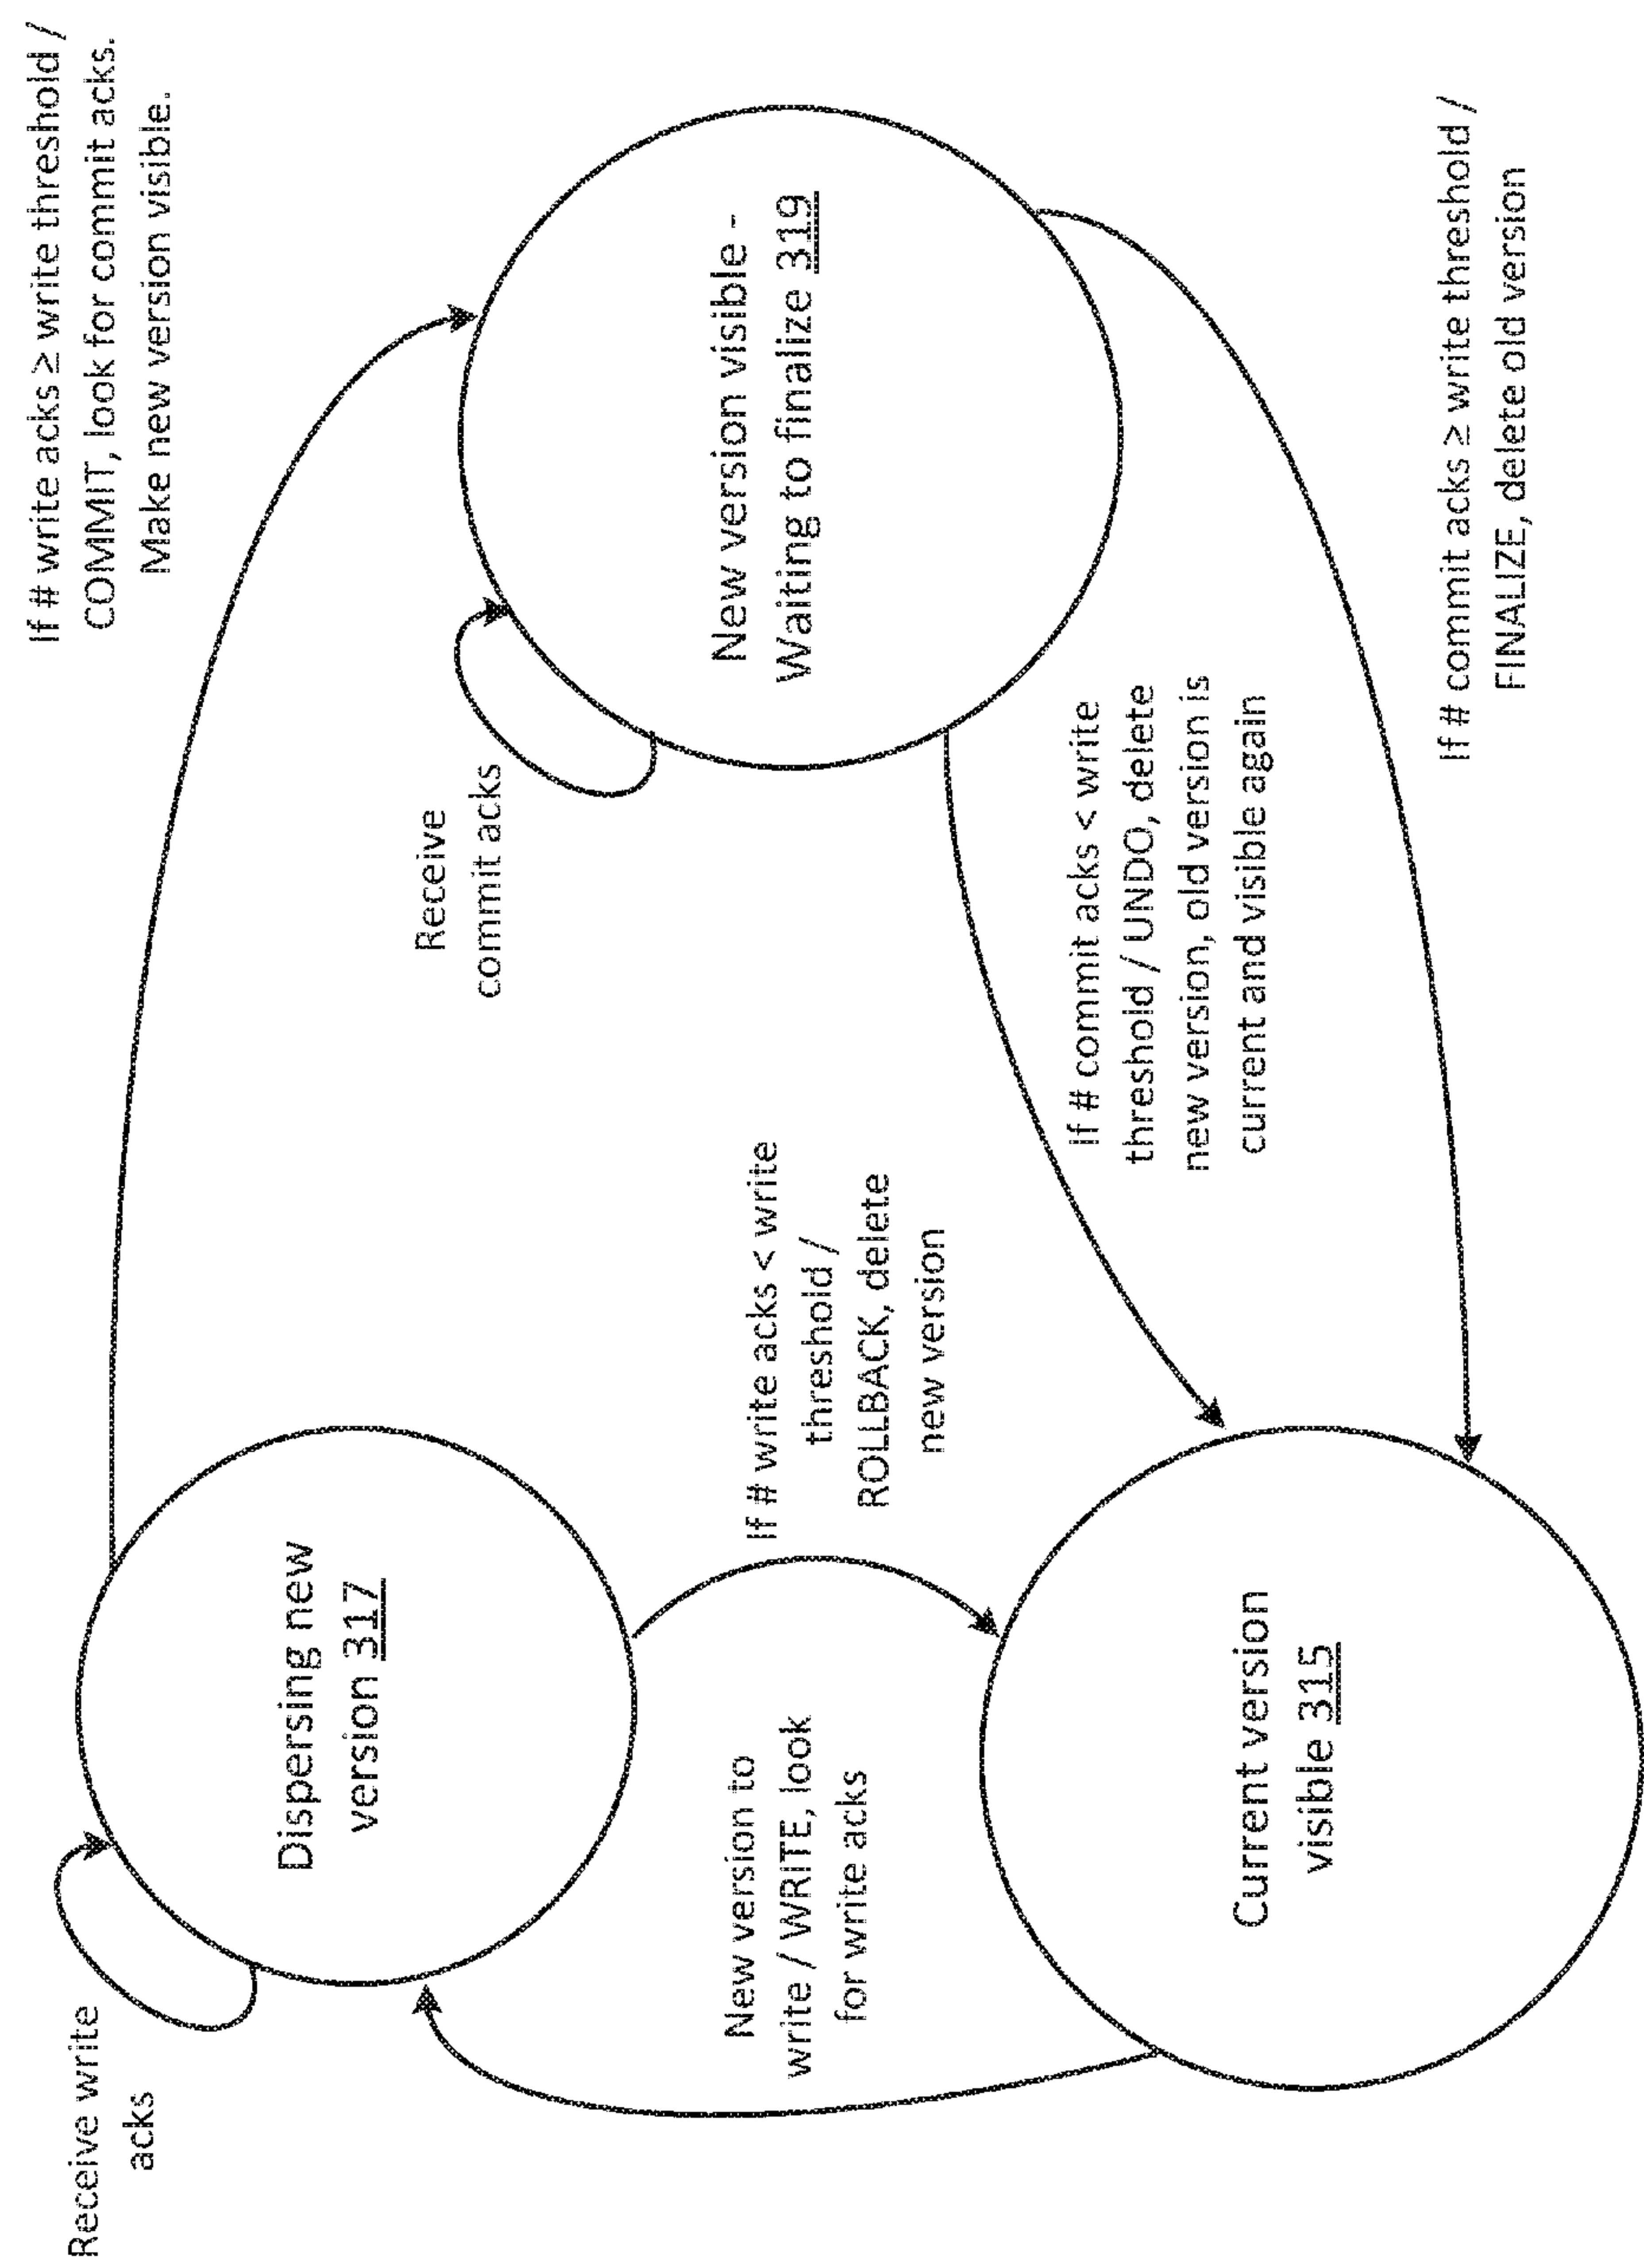 If # write acks ≥ write threshold /
COMMIT, look for commit acks.
Make new version visible.
Receive write
acks
Dispersing new
version 317
Receive
commit acks
New version visible -
Waiting to finalize 319
New version to
write / WRITE, look
for write acks
If # write acks < write
threshold /
ROLLBACK, delete
new version
If # commit acks < write
threshold / UNDO, delete
new version, old version is
current and visible again
Current version
visible 315
If # commit acks ≥ write threshold /
FINALIZE, delete old version